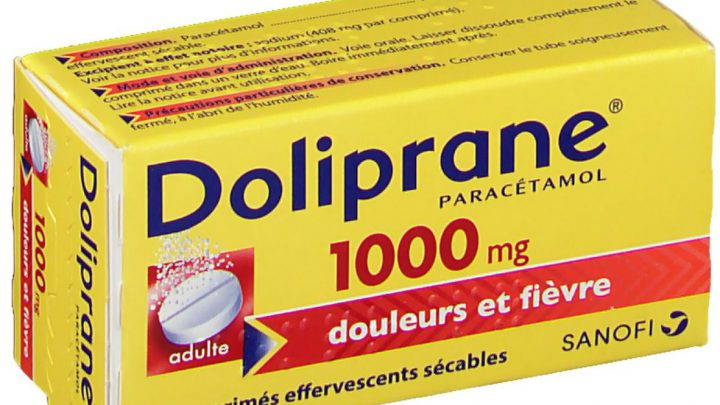 Composition. Paracétamol
effervescent sécable.
Excipient à effet notoire : sodium (408 mg par comprimé).
Voir la notice pour plus d'informations.
Mode et voie d'administration. Voie orale. Laisser dissoudre complètement le
comprimé dans un verre d'eau. Boire immédiatement après.
Lire la notice avant utilisation.
Précautions particulières de conservation. Conserver le tube soigneusement
fermé, à l'abri de l'humidité.
Doliprane®
PARACÉTAMOL
1000 mg
douleurs et fièvre
adulte
SANOFI
effervescents sécables
adulte
Doliprane
PARACÉTAMOL
1000 mg
douleurs et fièvre